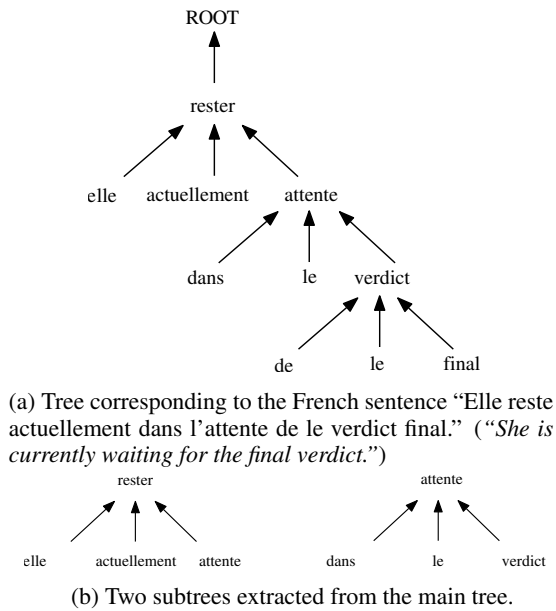 ROOT
rester
elle actuellement attente
dans le verdict
de le final
(a) Tree corresponding to the French sentence “Elle reste
actuellement dans l’attente de le verdict final.” (“She is
currently waiting for the final verdict.”)
rester attente
elle actuellement attente dans le verdict
(b) Two subtrees extracted from the main tree.